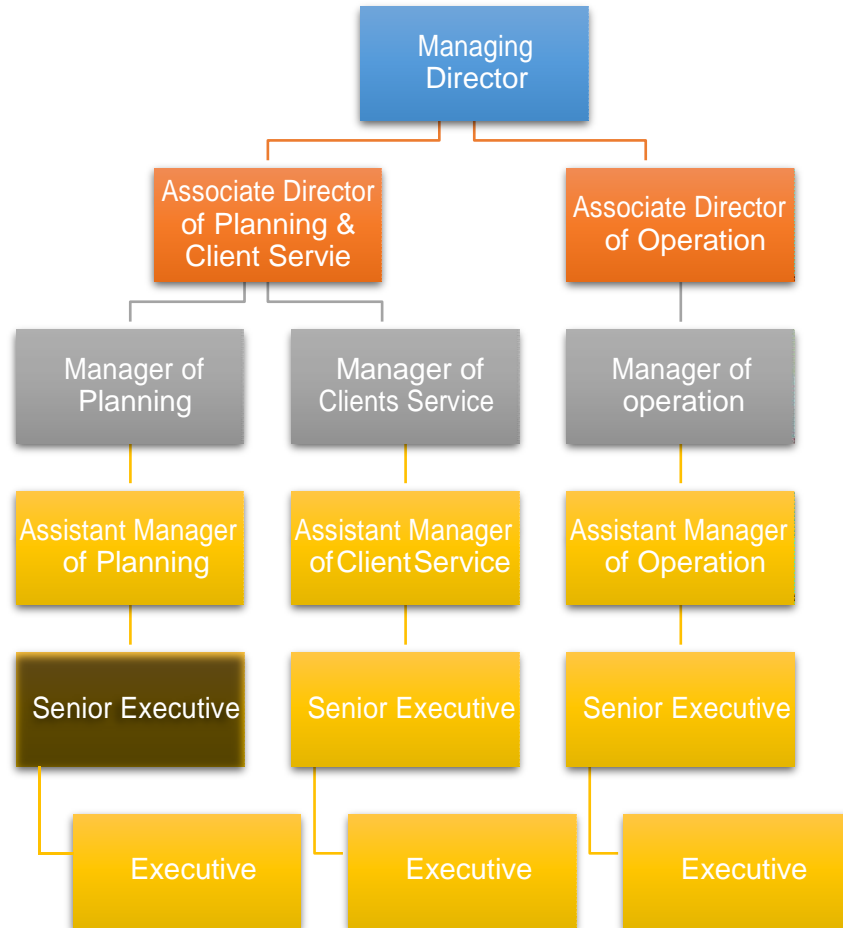 Managing
Director
Associate Director
of Planning &
Client Servie
Associate Director
of Operation
Manager of
Planning
Manager of
Clients Service
Manager of
operation
Assistant Manager
of Planning
Assistant Manager
of Client Service
Assistant Manager
of Operation
Senior Executive
Senior Executive
Senior Executive
Executive
Executive
Executive